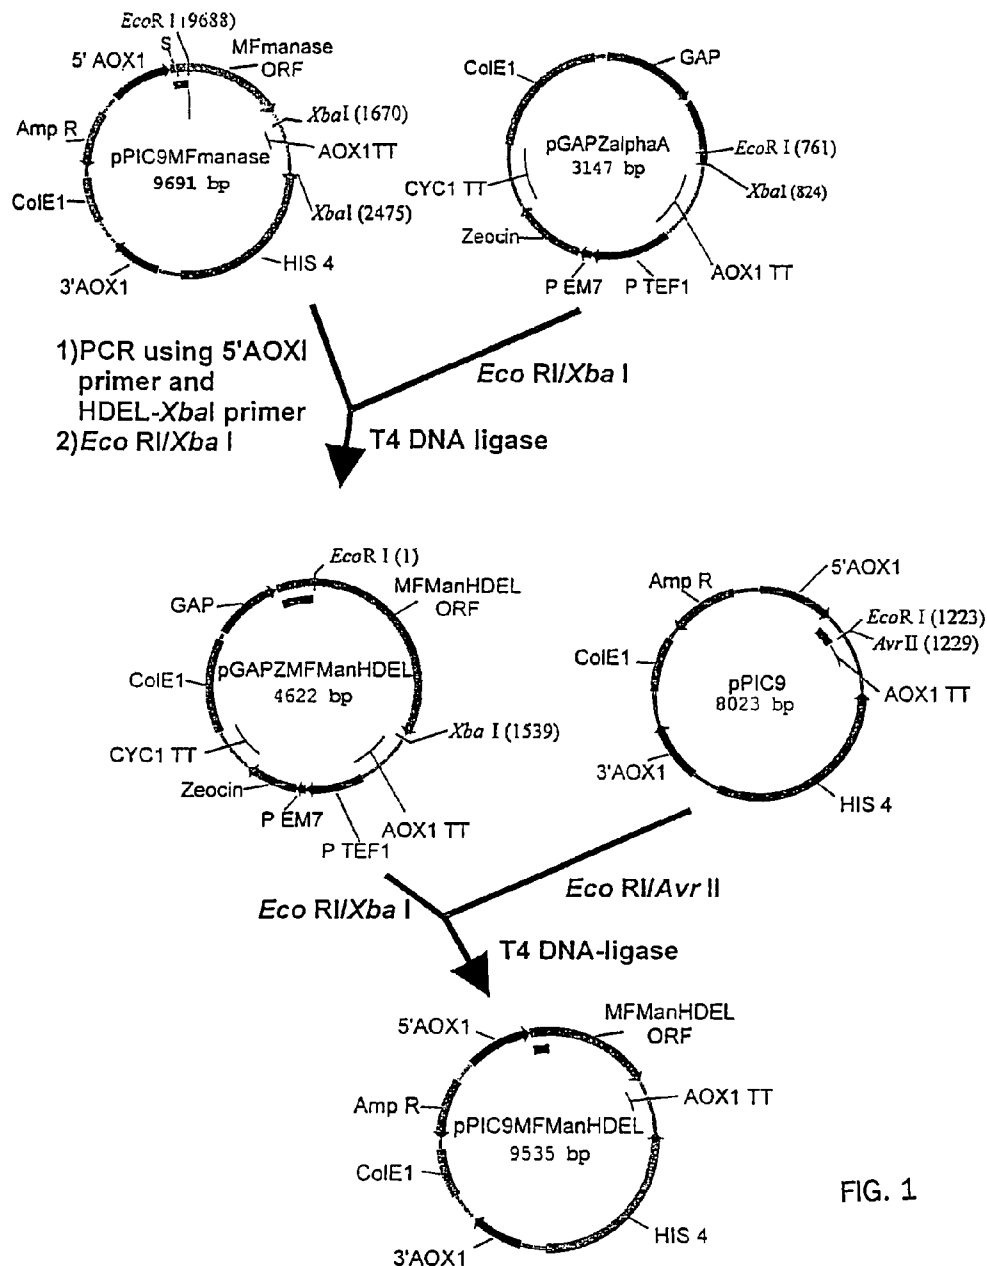 EcoR I (9688)
S
5' AOX1
MFmanase
ORF
XbaI (1670)
Amp R
pPIC9MFmanase
9691 bp
AOX1TT
ColE1
XbaI (2475)
HIS 4
3'AOX1
ColE1
GAP
pGAPZalphaA
3147 bp
EcoR I (761)
XbaI (824)
CYC1 TT
Zeocin
AOX1 TT
P EM7
P TEF1
1)PCR using 5'AOXI
primer and
HDEL-XbaI primer
2)Eco RI/Xba I
Eco RI/Xba I
T4 DNA ligase
EcoR I (1)
MFManHDEL
ORF
GAP
ColE1
pGAPZMFManHDEL
4622 bp
Xba I (1539)
CYC1 TT
Zeocin
P EM7
AOX1 TT
P TEF1
Amp R
5'AOX1
EcoR I (1223)
AvrII (1229)
ColE1
pPIC9
8023 bp
AOX1 TT
3'AOX1
HIS 4
Eco RI/Xba I
Eco RI/Avr II
T4 DNA-ligase
5'AOX1
MFManHDEL
ORF
AOX1 TT
Amp R
pPIC9MFManHDEL
9535 bp
ColE1
HIS 4
3'AOX1
FIG. 1